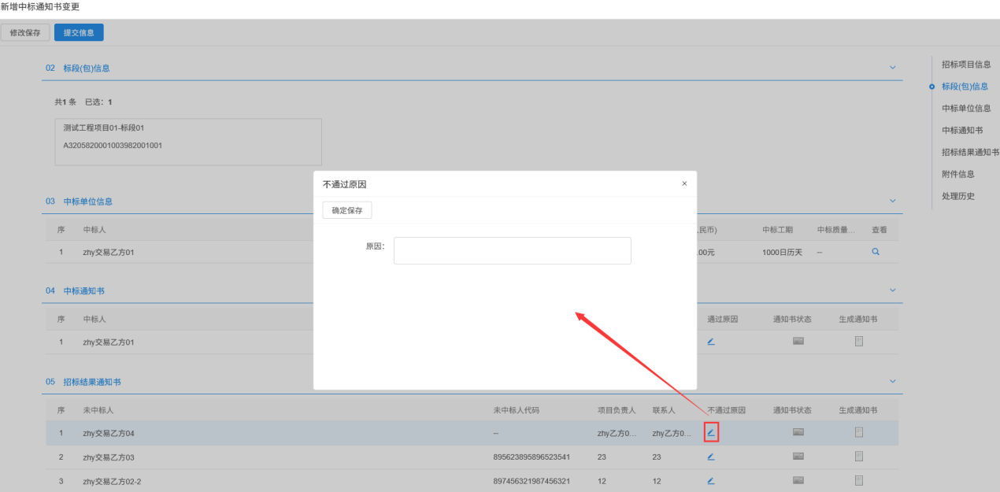 新增中标通知书变更
修改保存 提交信息
02 标段(包)信息
共1 条 已选：1
测试工程项目01-标段01
A3205820001003982001001
03 中标单位信息
序 中标人 民币) 中标工期 中标质量... 查看
1 zhy交易乙方01 .00元 1000日历天 --
04 中标通知书
序 中标人 通过原因 通知书状态 生成通知书
1 zhy交易乙方01
05 招标结果通知书
序 未中标人 未中标人代码 项目负责人 联系人 不通过原因 通知书状态 生成通知书
1 zhy交易乙方04 -- zhy乙方0... zhy乙方0...
2 zhy交易乙方03 895623895896523541 23 23
3 zhy交易乙方02-2 897456321987456321 12 12
不通过原因 ×
确定保存
原因：
招标项目信息
标段(包)信息
中标单位信息
中标通知书
招标结果通知书
附件信息
处理历史